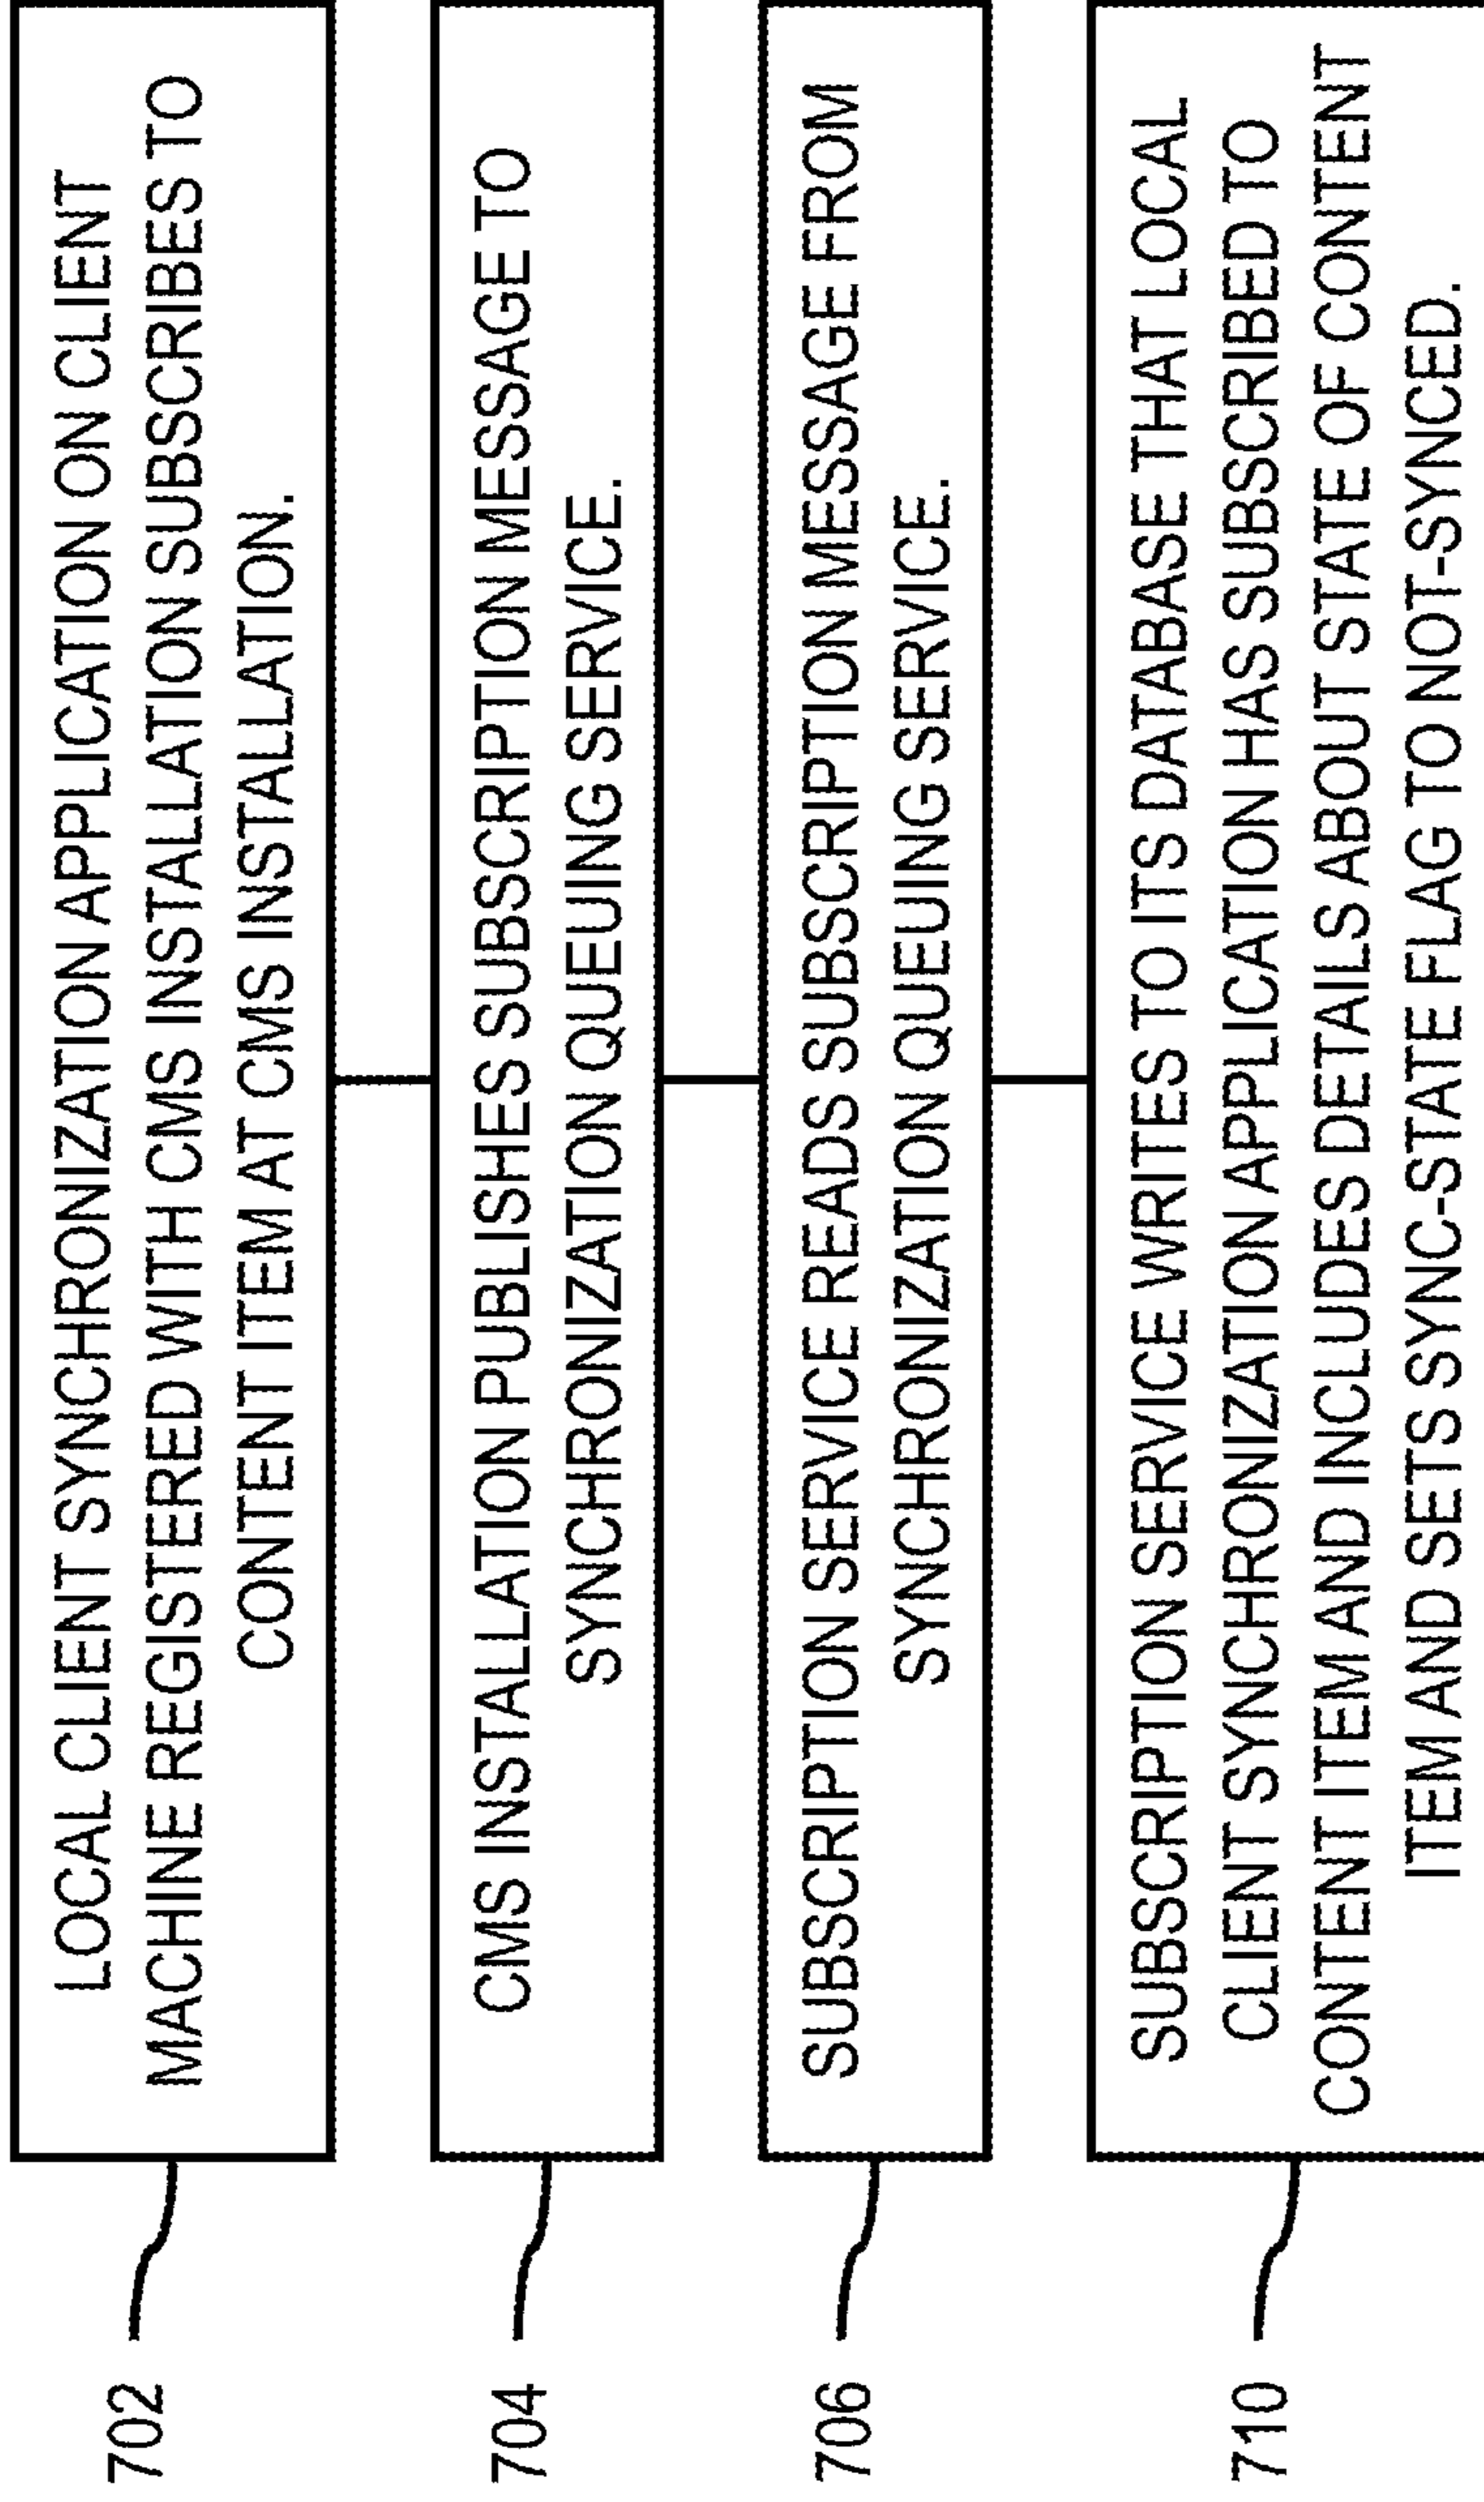 702
LOCAL CLIENT SYNCHRONIZATION APPLICATION ON CLIENT
MACHINE REGISTERED WITH CMS INSTALLATION SUBSCRIBES TO
CONTENT ITEM AT CMS INSTALLATION.
704
CMS INSTALLATION PUBLISHES SUBSCRIPTION MESSAGE TO
SYNCHRONIZATION QUEUING SERVICE.
706
SUBSCRIPTION SERVICE READS SUBSCRIPTION MESSAGE FROM
SYNCHRONIZATION QUEUING SERVICE.
710
SUBSCRIPTION SERVICE WRITES TO ITS DATABASE THAT LOCAL
CLIENT SYNCHRONIZATION APPLICATION HAS SUBSCRIBED TO
CONTENT ITEM AND INCLUDES DETAILS ABOUT STATE OF CONTENT
ITEM AND SETS SYNC-STATE FLAG TO NOT-SYNCED.